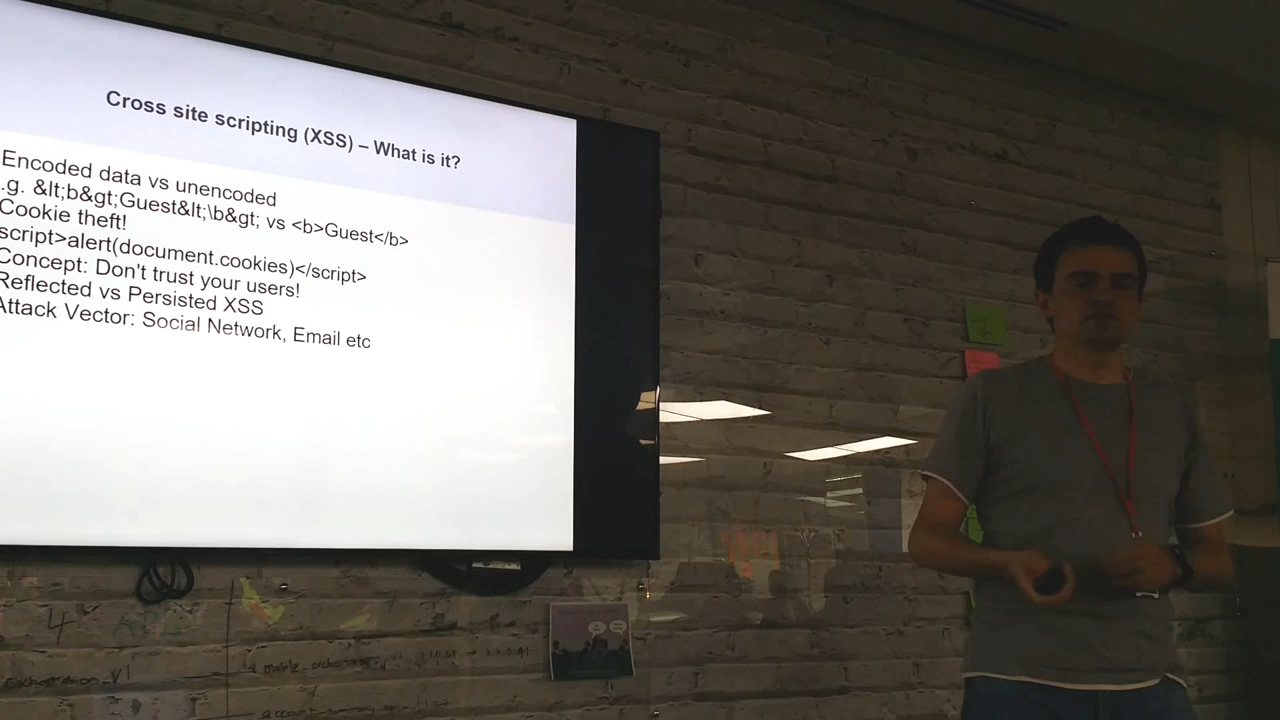 Cross site scripting (XSS) – What is it?
Encoded data vs unencoded
.g. &lt;b&gt;Guest&lt;\b&gt; vs <b>Guest</b>
Cookie theft!
script>alert(document.cookies)</script>
Concept: Don't trust your users!
Reflected vs Persisted XSS
Attack Vector: Social Network, Email etc
4